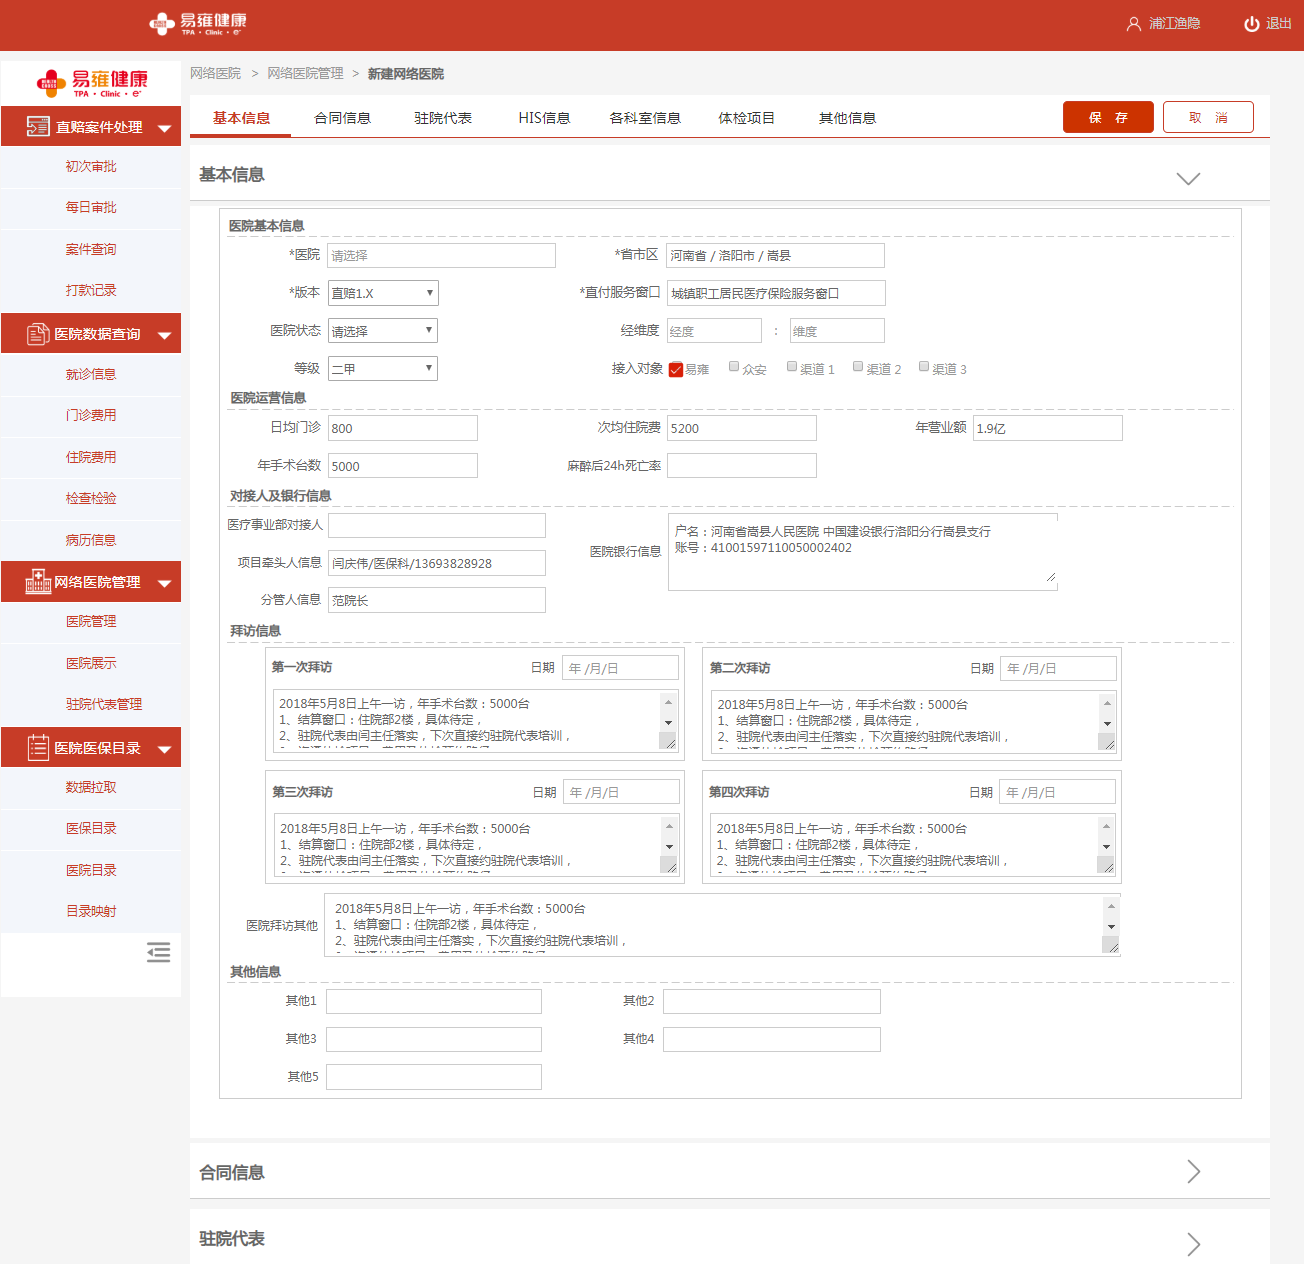 易雍健康
TPA · Clinic · e+
浦江渔隐
退出
易雍健康
TPA · Clinic · e+
网络医院 > 网络医院管理 > 新建网络医院
直赔案件处理
初次审批
每日审批
案件查询
打款记录
医院数据查询
就诊信息
门诊费用
住院费用
检查检验
病历信息
网络医院管理
医院管理
医院展示
驻院代表管理
医院医保目录
数据拉取
医保目录
医院目录
目录映射
基本信息 合同信息 驻院代表 HIS信息 各科室信息 体检项目 其他信息
保 存 取 消
基本信息
医院基本信息
*医院 请选择 *省市区 河南省 / 洛阳市 / 嵩县
*版本 直赔1.X *直付服务窗口 城镇职工居民医疗保险服务窗口
医院状态 请选择 经纬度 经度 : 维度
等级 二甲 接入对象 易雍 众安 渠道 1 渠道 2 渠道 3
医院运营信息
日均门诊 800 次均住院费 5200 年营业额 1.9亿
年手术台数 5000 麻醉后24h死亡率
对接人及银行信息
医疗事业部对接人
项目牵头人信息 闫庆伟/医保科/13693828928
分管人信息 范院长
医院银行信息
户名：河南省嵩县人民医院 中国建设银行洛阳分行嵩县支行
账号：41001597110050002402
拜访信息
第一次拜访 日期 年 /月/日
2018年5月8日上午一访，年手术台数：5000台
1、结算窗口：住院部2楼，具体待定，
2、驻院代表由闫主任落实，下次直接约驻院代表培训，
第二次拜访 日期 年 /月/日
2018年5月8日上午一访，年手术台数：5000台
1、结算窗口：住院部2楼，具体待定，
2、驻院代表由闫主任落实，下次直接约驻院代表培训，
第三次拜访 日期 年 /月/日
2018年5月8日上午一访，年手术台数：5000台
1、结算窗口：住院部2楼，具体待定，
2、驻院代表由闫主任落实，下次直接约驻院代表培训，
第四次拜访 日期 年 /月/日
2018年5月8日上午一访，年手术台数：5000台
1、结算窗口：住院部2楼，具体待定，
2、驻院代表由闫主任落实，下次直接约驻院代表培训，
医院拜访其他
2018年5月8日上午一访，年手术台数：5000台
1、结算窗口：住院部2楼，具体待定，
2、驻院代表由闫主任落实，下次直接约驻院代表培训，
其他信息
其他1 其他2
其他3 其他4
其他5
合同信息
驻院代表